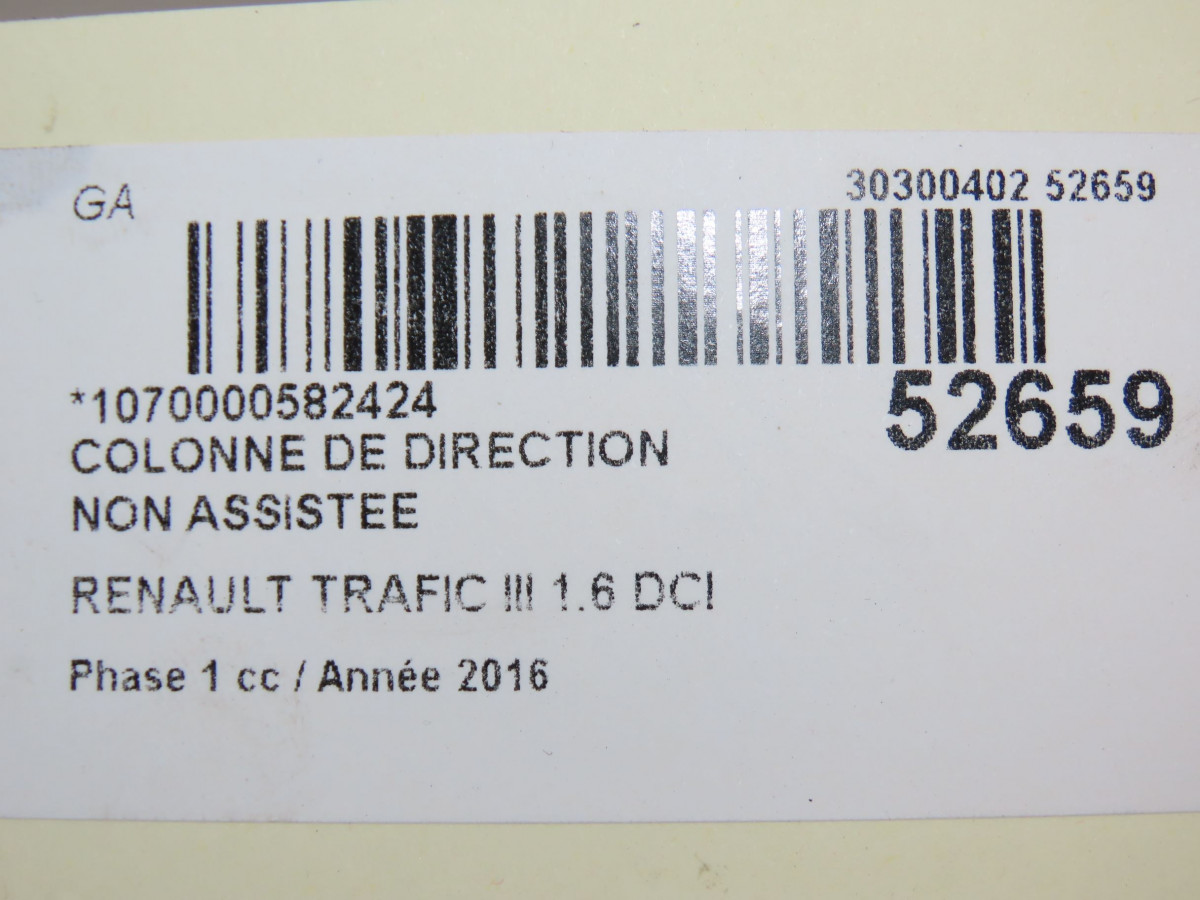 GA
30300402 52659
*1070000582424
52659
COLONNE DE DIRECTION
NON ASSISTEE
RENAULT TRAFIC III 1.6 DCI
Phase 1 cc / Année 2016